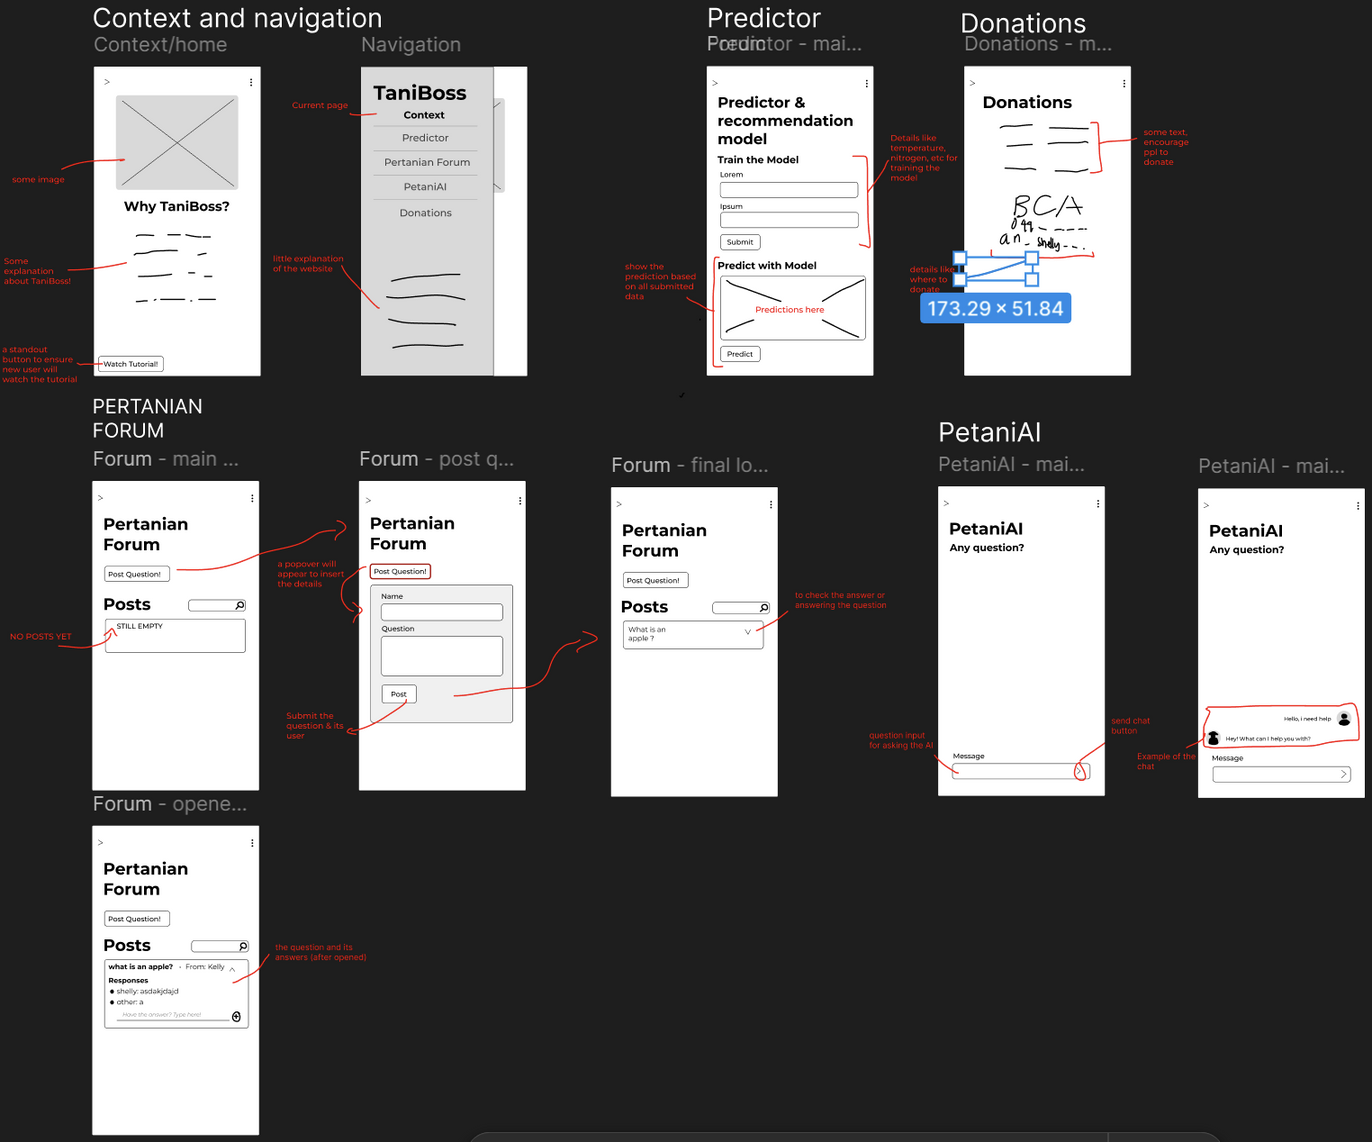 Context and navigation
Context/home
>
some image
Why TaniBoss?
Some
explanation
about TaniBoss!
a standout
button to ensure
new user will
watch the tutorial
Watch Tutorial!
Navigation
TaniBoss
Current page
Context
Predictor
Pertanian Forum
PetaniAI
Donations
little explanation
of the website
Predictor
Predictor - mai...
>
Predictor &
recommendation
model
Train the Model
Lorem
Ipsum
Submit
Details like
temperature,
nitrogen, etc for
training the
model
Predict with Model
Predictions here
Predict
show the
prediction based
on all submitted
data
Donations
Donations - m...
>
Donations
some text,
encourage
ppl to
donate
BCA
an - shelly
details like
where to
donate
173.29 × 51.84
PERTANIAN
FORUM
Forum - main ...
>
Pertanian
Forum
Post Question!
Posts
STILL EMPTY
NO POSTS YET
Forum - post q...
>
Pertanian
Forum
Post Question!
a popover will
appear to insert
the details
Name
Question
Post
Submit the
question & its
user
Forum - final lo...
>
Pertanian
Forum
Post Question!
Posts
What is an
apple ?
to check the answer or
answering the question
PetaniAI
PetaniAI - mai...
>
PetaniAI
Any question?
question input
for asking the AI
Message
send chat
button
PetaniAI - mai...
>
PetaniAI
Any question?
Hello, i need help
Hey! What can I help you with?
Example of the
chat
Message
Forum - opene...
>
Pertanian
Forum
Post Question!
Posts
what is an apple? - From: Kelly
Responses
shelly: asdakjdajd
other: a
Have the answer? Type here!
the question and its
answers (after opened)